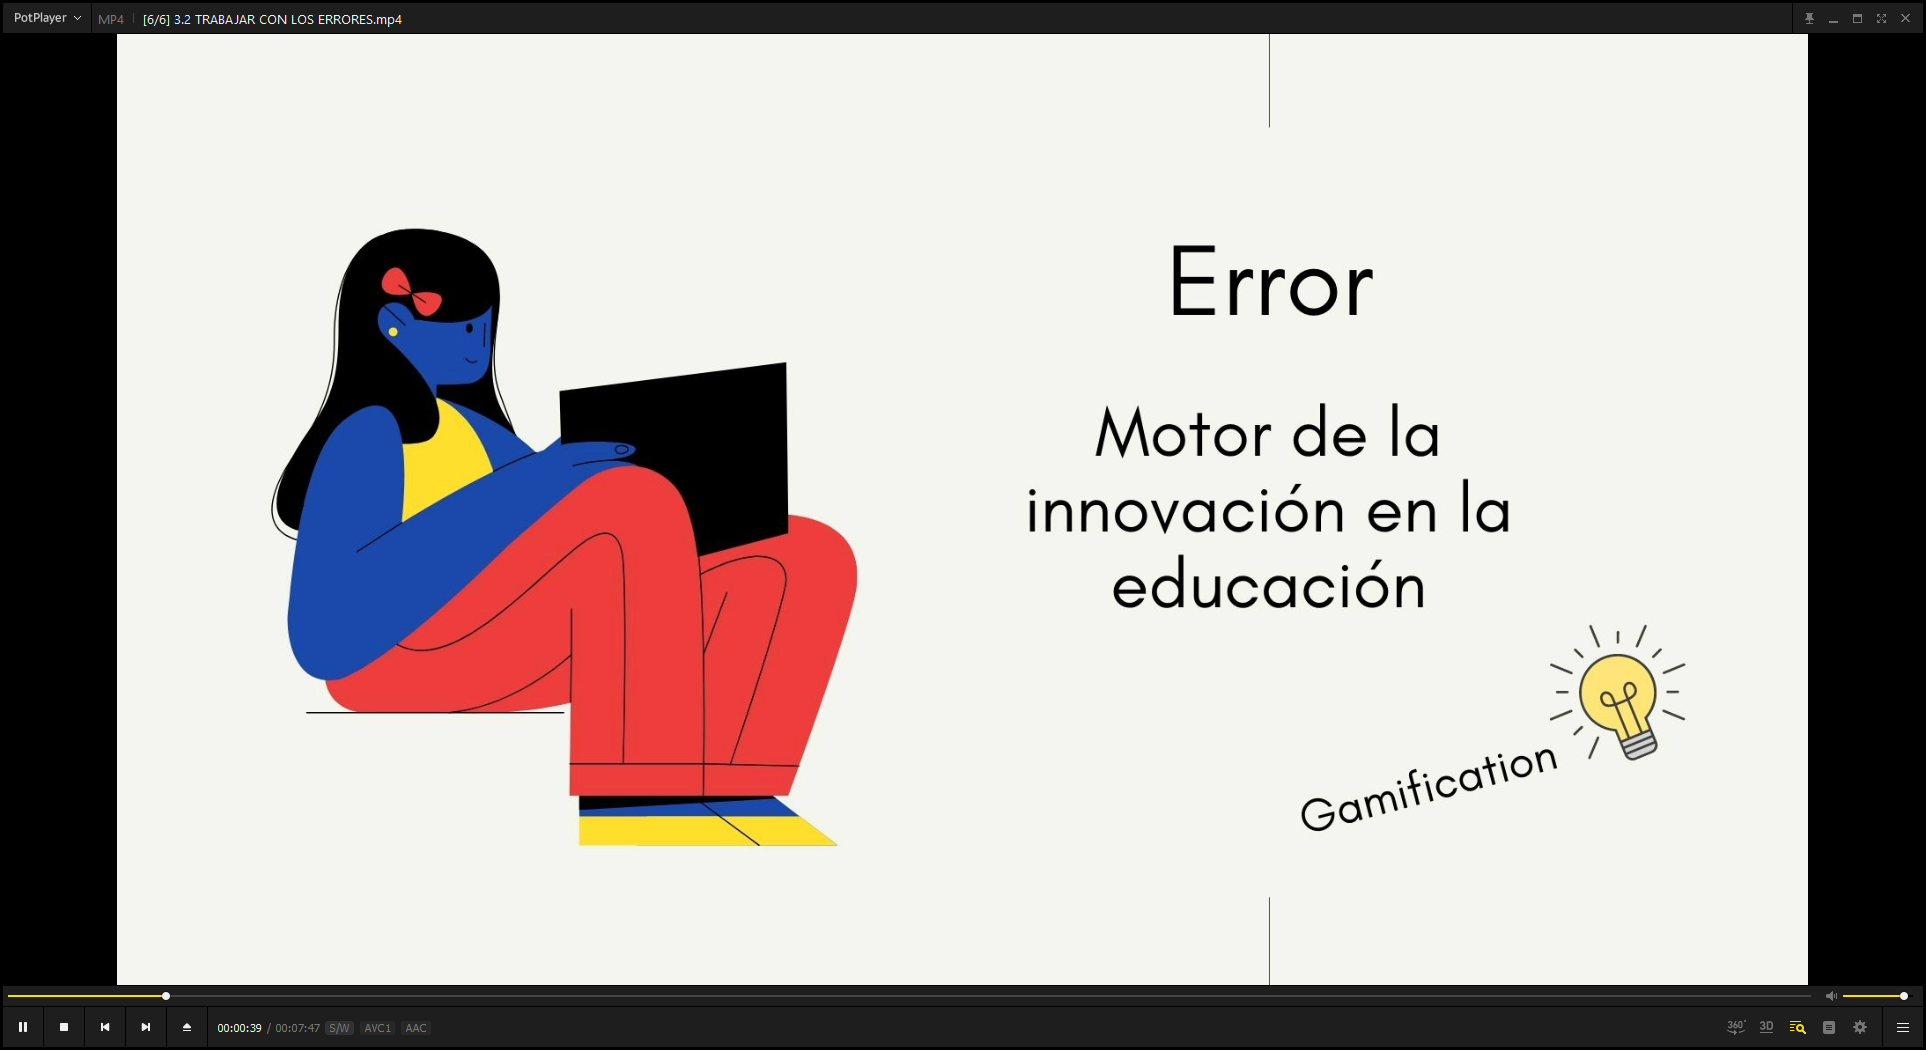 PotPlayer
MP4
[6/6] 3.2 TRABAJAR CON LOS ERRORES.mp4
Error
Motor de la
innovación en la
educación
Gamification
00:00:39 / 00:07:47 S/W AVC1 AAC
360°
3D